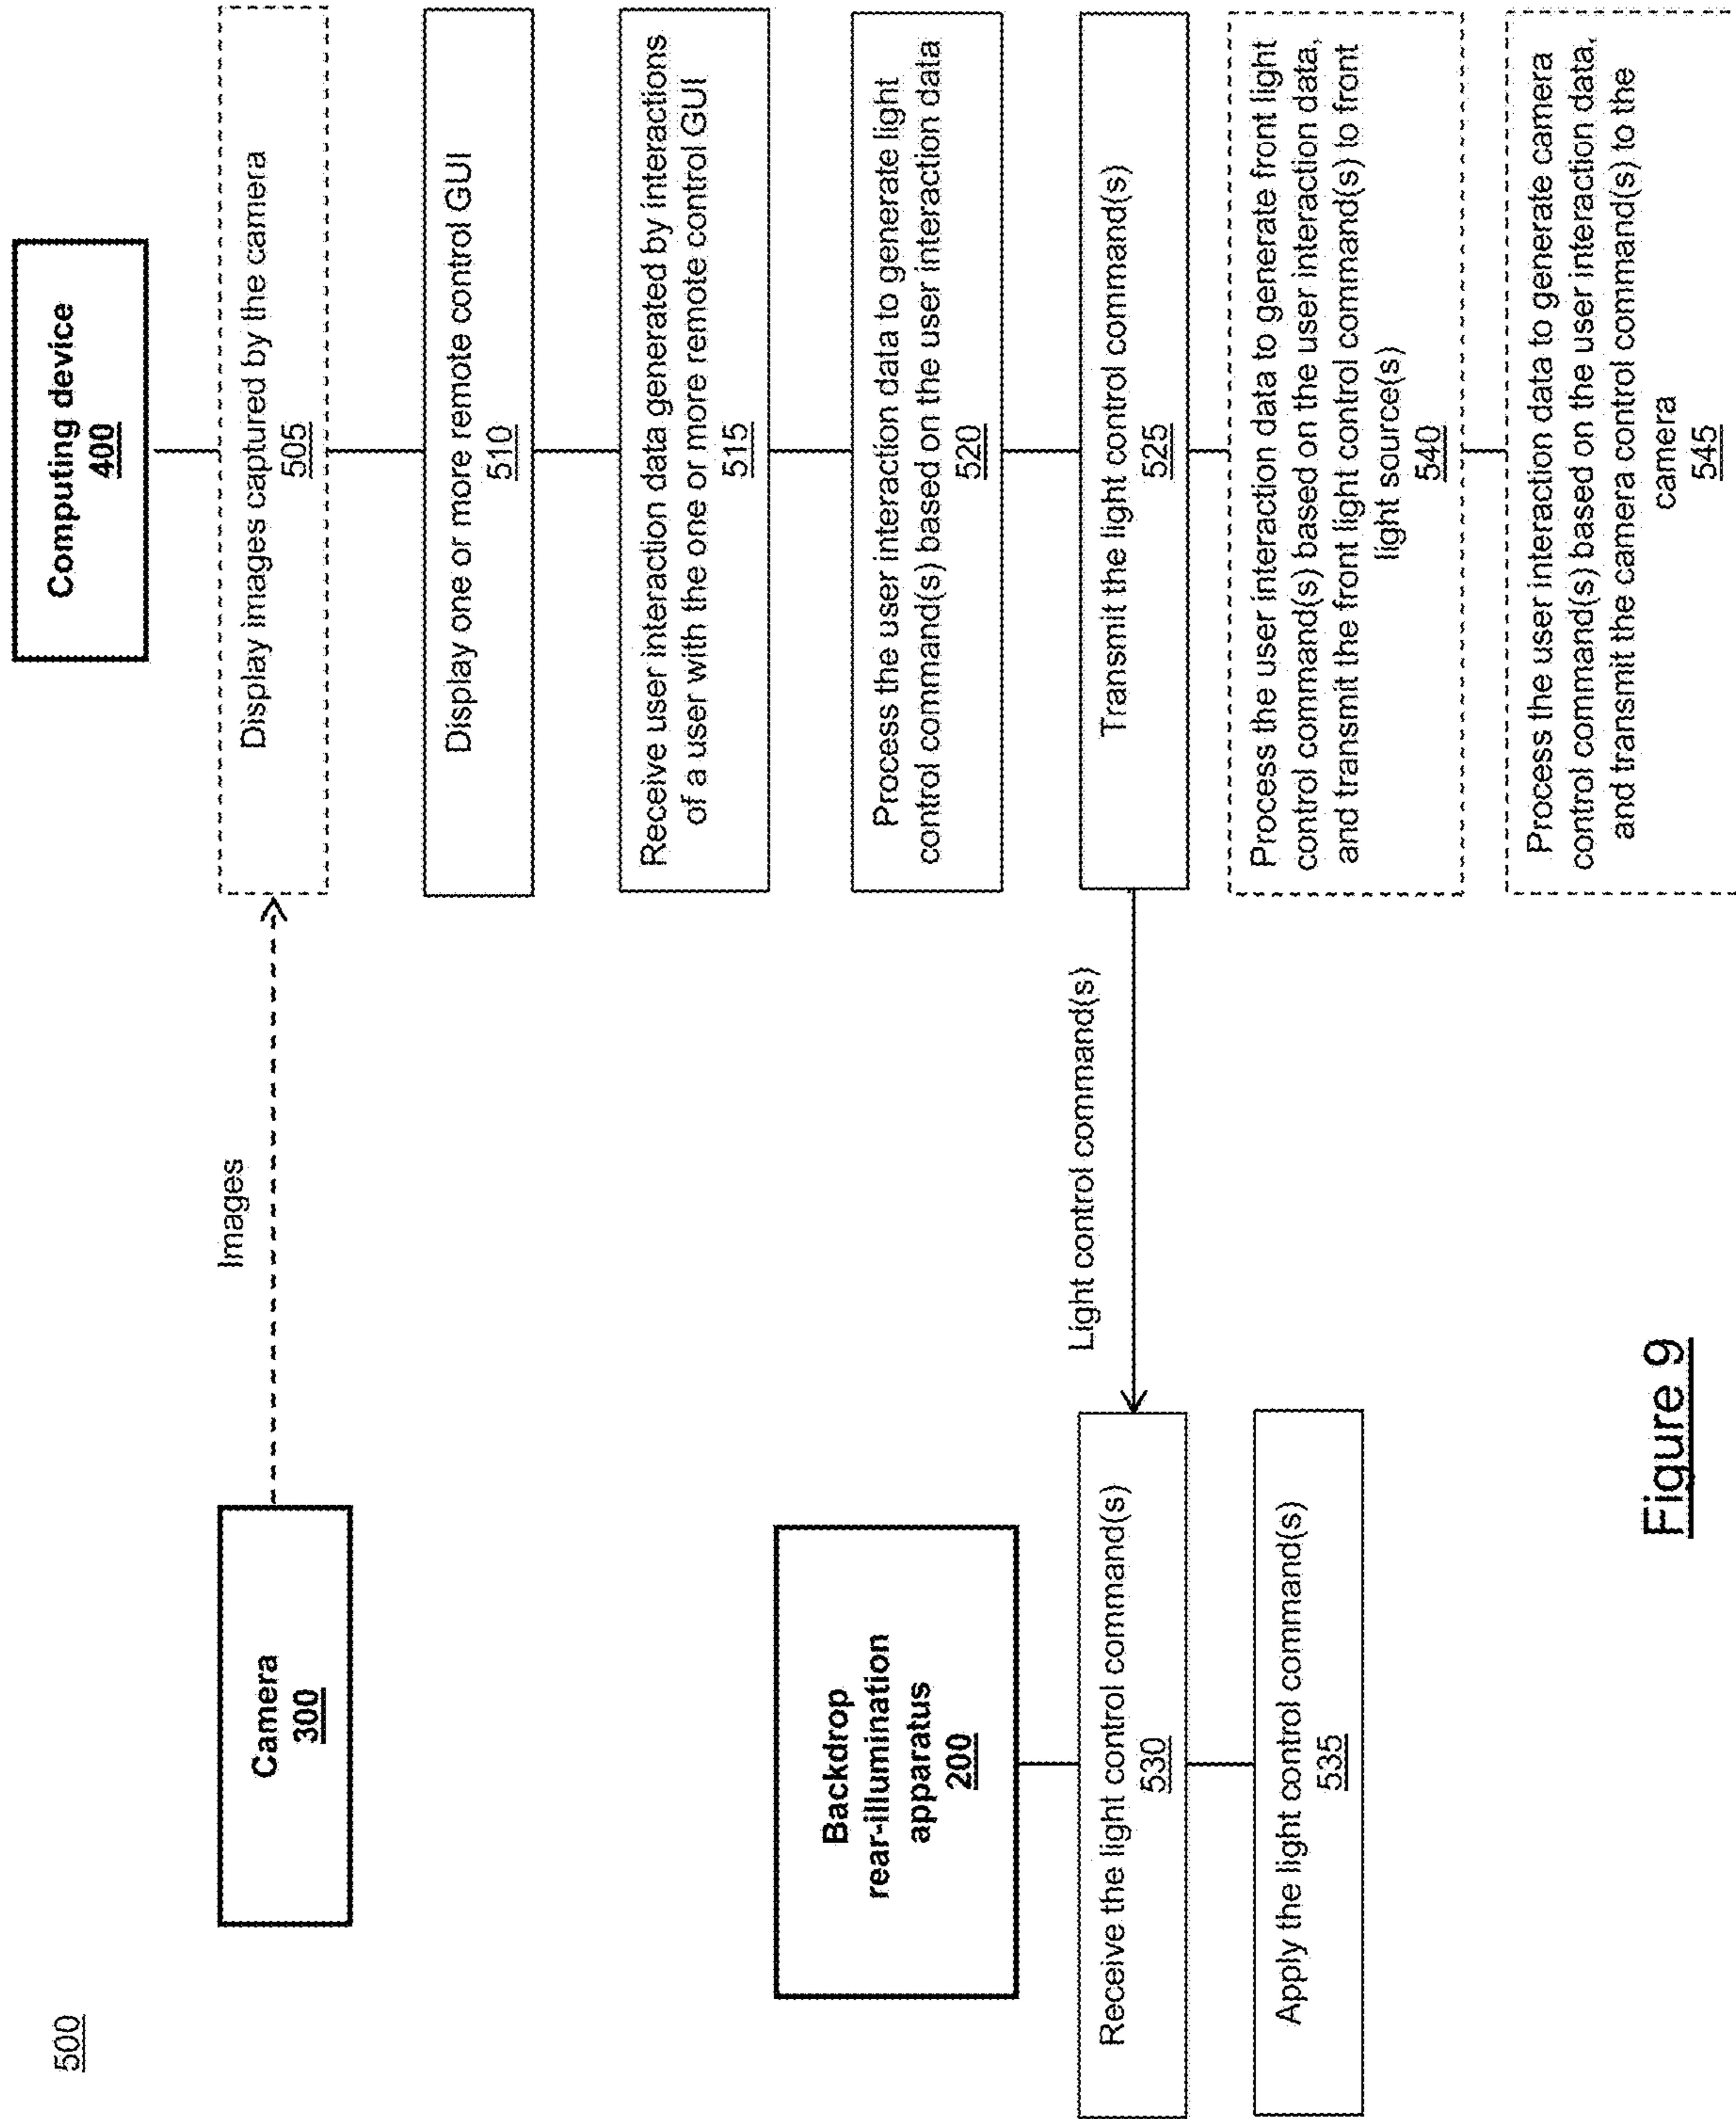 500
Camera
300
Images
Computing device
400
Display images captured by the camera
505
Display one or more remote control GUI
510
Receive user interaction data generated by interactions
of a user with the one or more remote control GUI
515
Process the user interaction data to generate light
control command(s) based on the user interaction data
520
Transmit the light control command(s)
525
Process the user interaction data to generate front light
control command(s) based on the user interaction data,
and transmit the front light control command(s) to front
light source(s)
540
Process the user interaction data to generate camera
control command(s) based on the user interaction data,
and transmit the camera control command(s) to the
camera
545
Light control command(s)
Backdrop
rear-illumination
apparatus
200
Receive the light control command(s)
530
Apply the light control command(s)
535
Figure 9